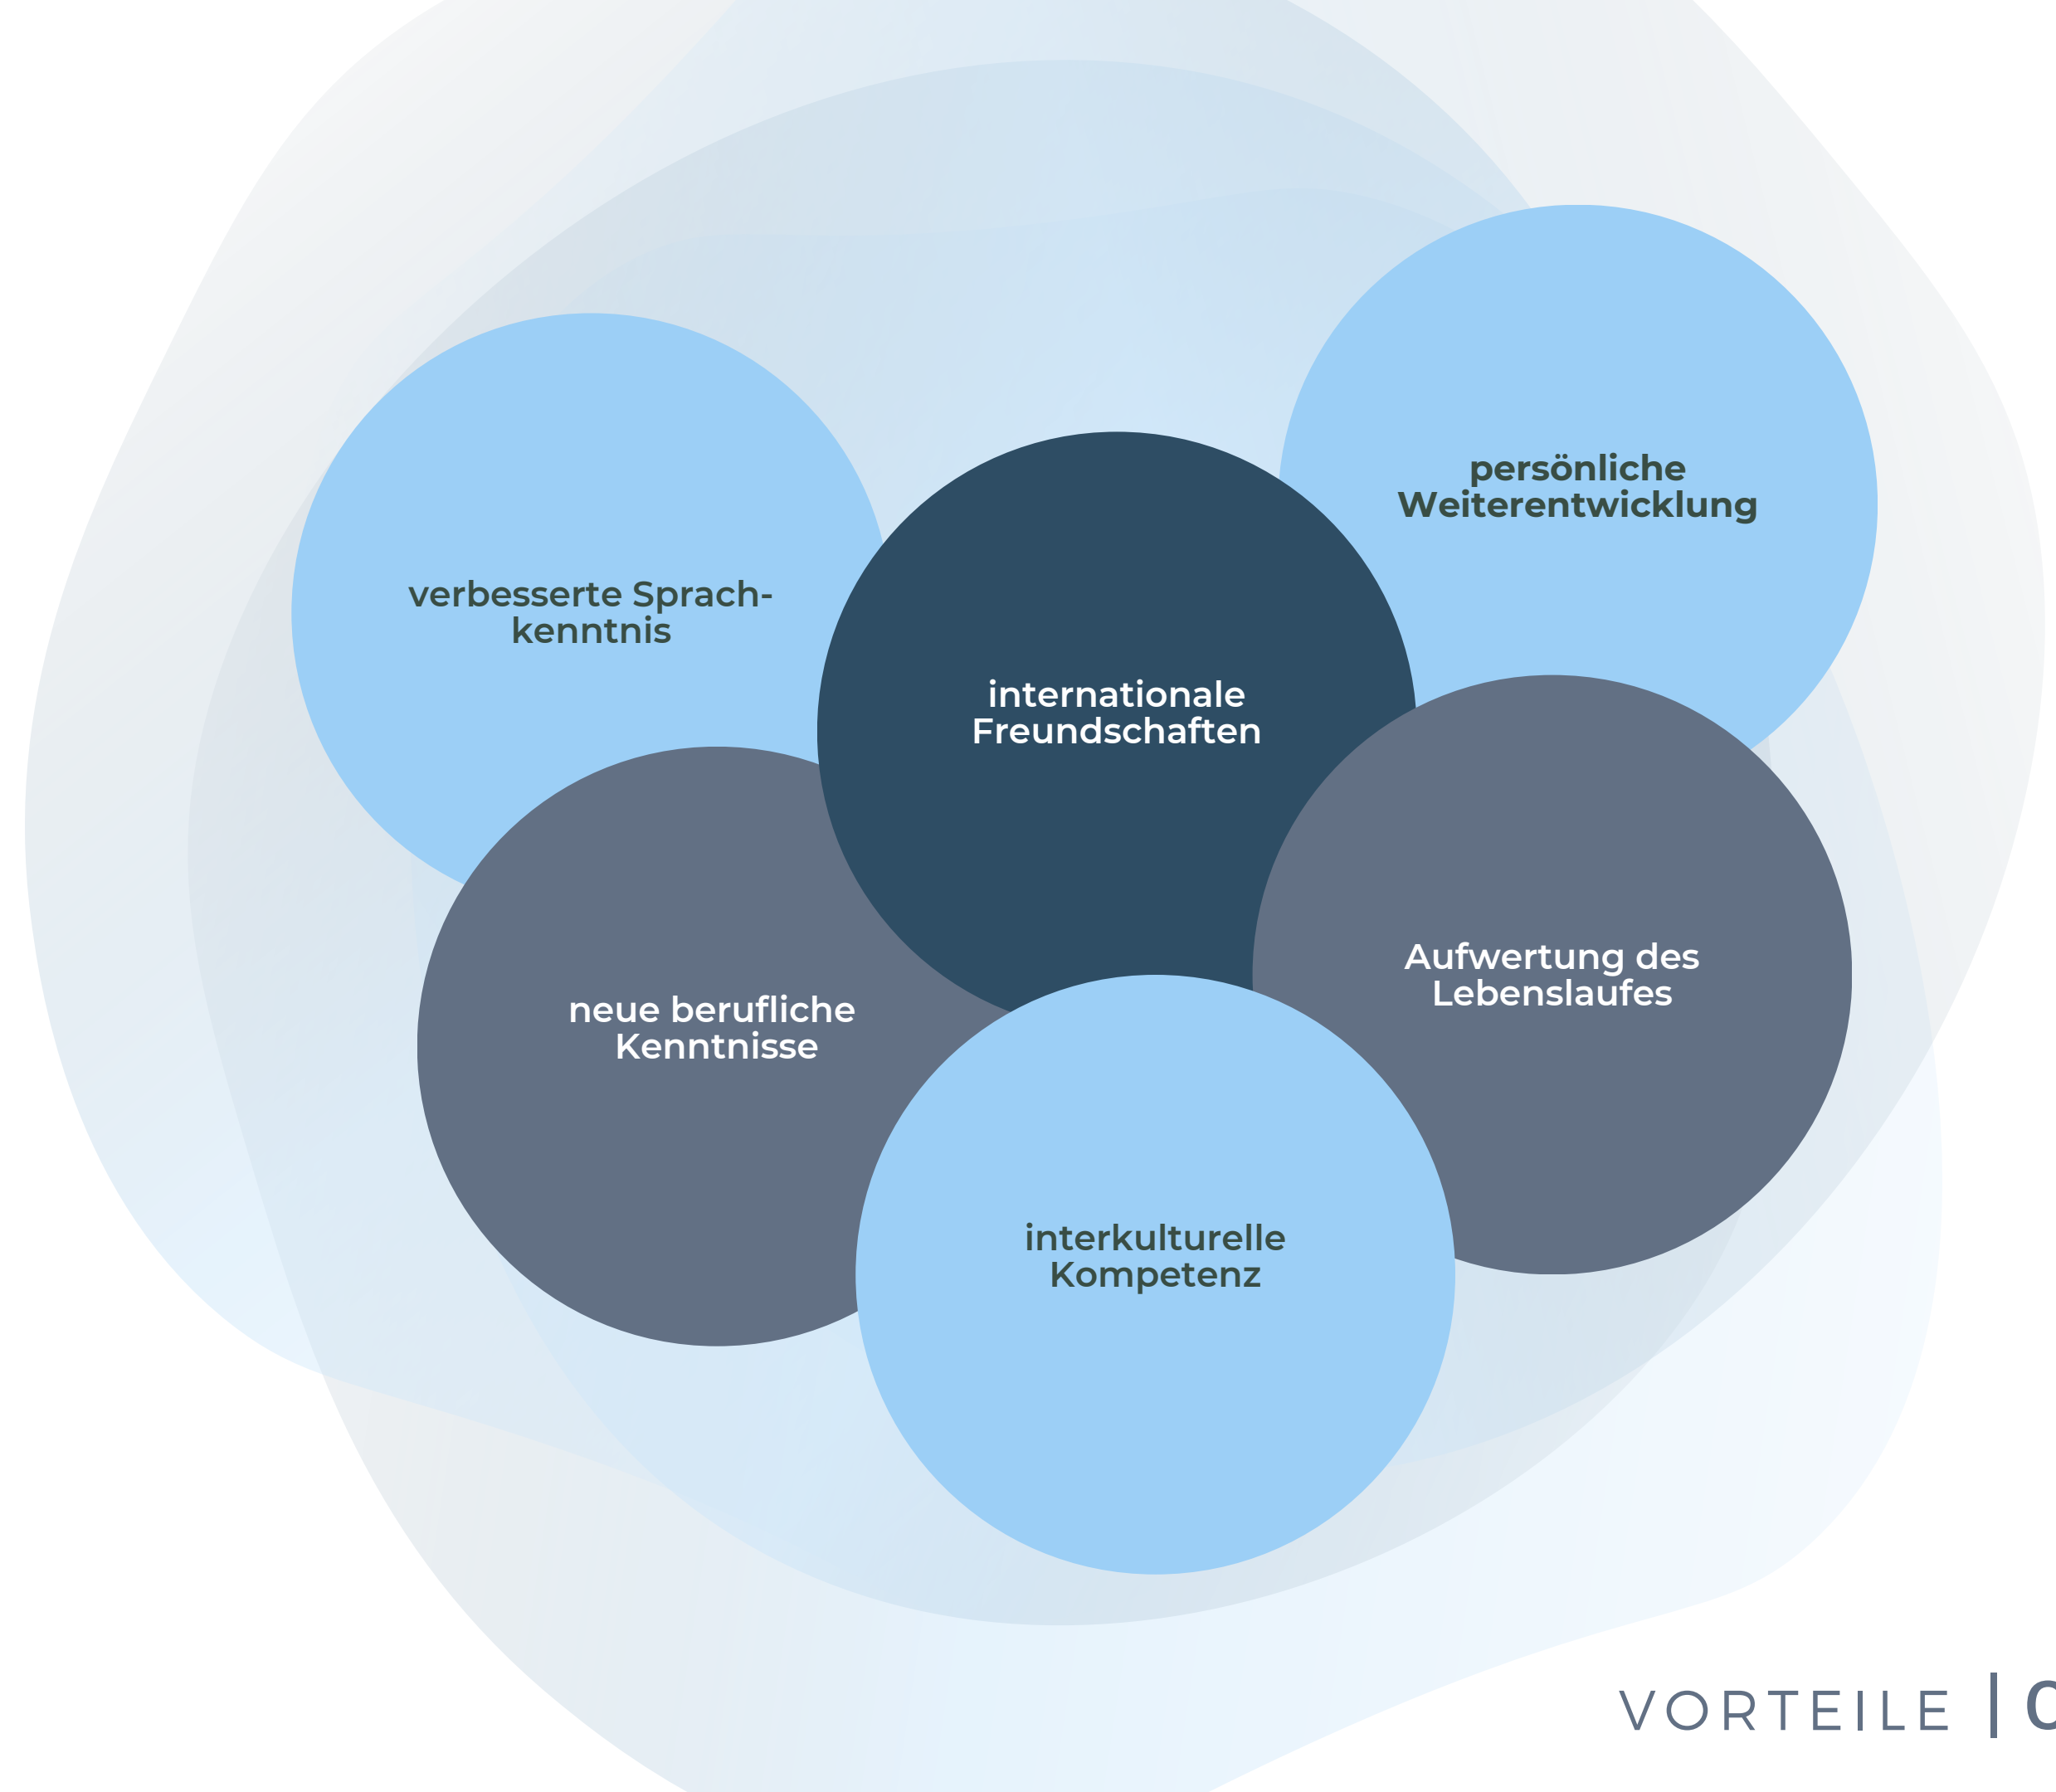 persönliche
Weiterentwicklung
verbesserte Sprach-
kenntnis
internationale
Freundschaften
Aufwertung des
Lebenslaufes
neue berufliche
Kenntnisse
interkulturelle
Kompetenz
VORTEILE |